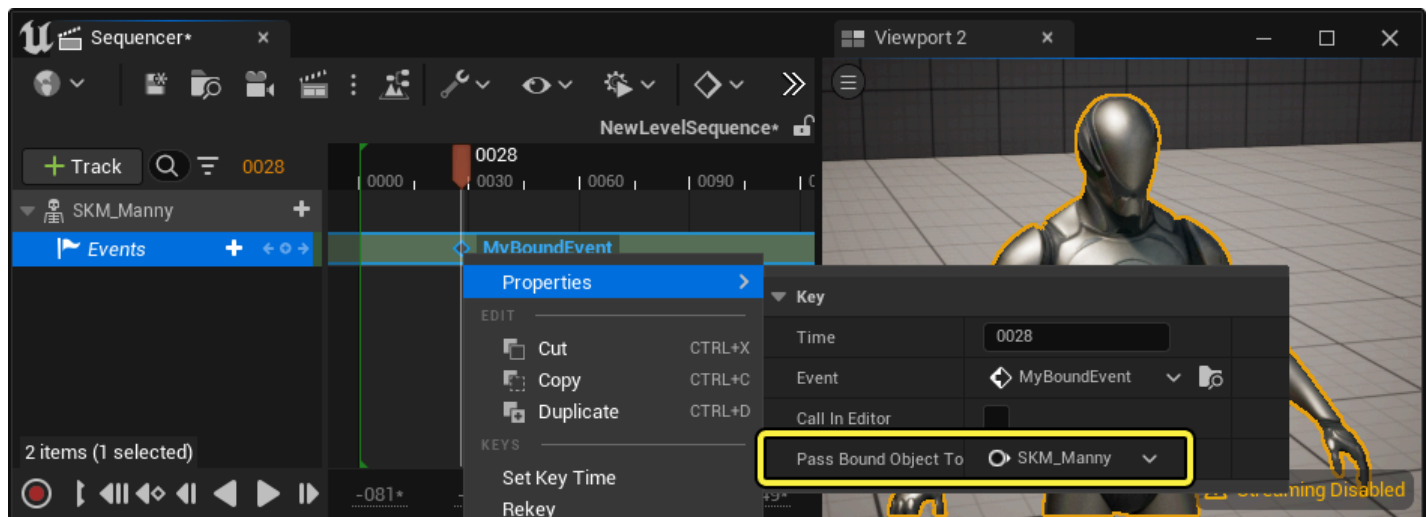 Sequencer*
Viewport 2
NewLevelSequence*
Track
0028
0028
0000
0030
0060
0090
SKM_Manny
Events
MyBoundEvent
Properties
Key
EDIT
Time
0028
Cut
CTRL+X
Event
MyBoundEvent
Copy
CTRL+C
Duplicate
CTRL+D
Call In Editor
KEYS
Pass Bound Object To
SKM_Manny
2 items (1 selected)
Set Key Time
-081*
Streaming Disabled
Rekey